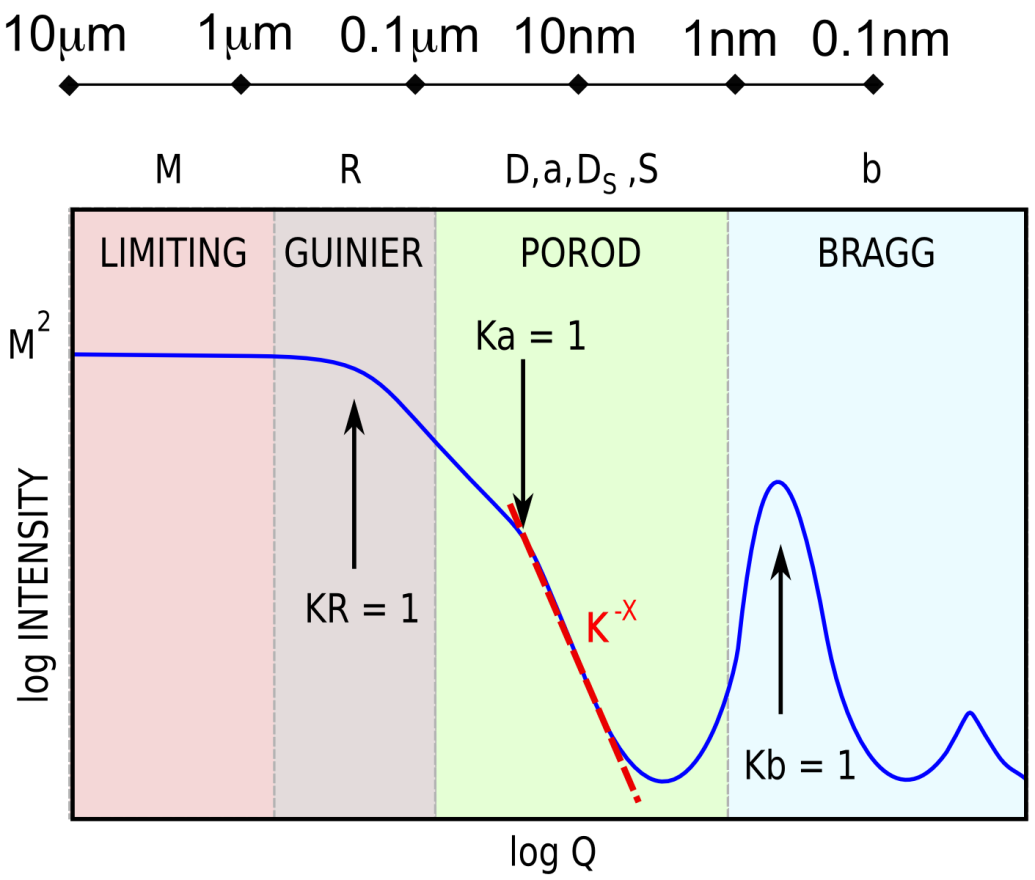 10μm 1μm 0.1μm 10nm 1nm 0.1nm
M R D,a,D_S ,S b
LIMITING GUINIER POROD BRAGG
M²
Ka = 1
KR = 1
K^-X
Kb = 1
log INTENSITY
log Q